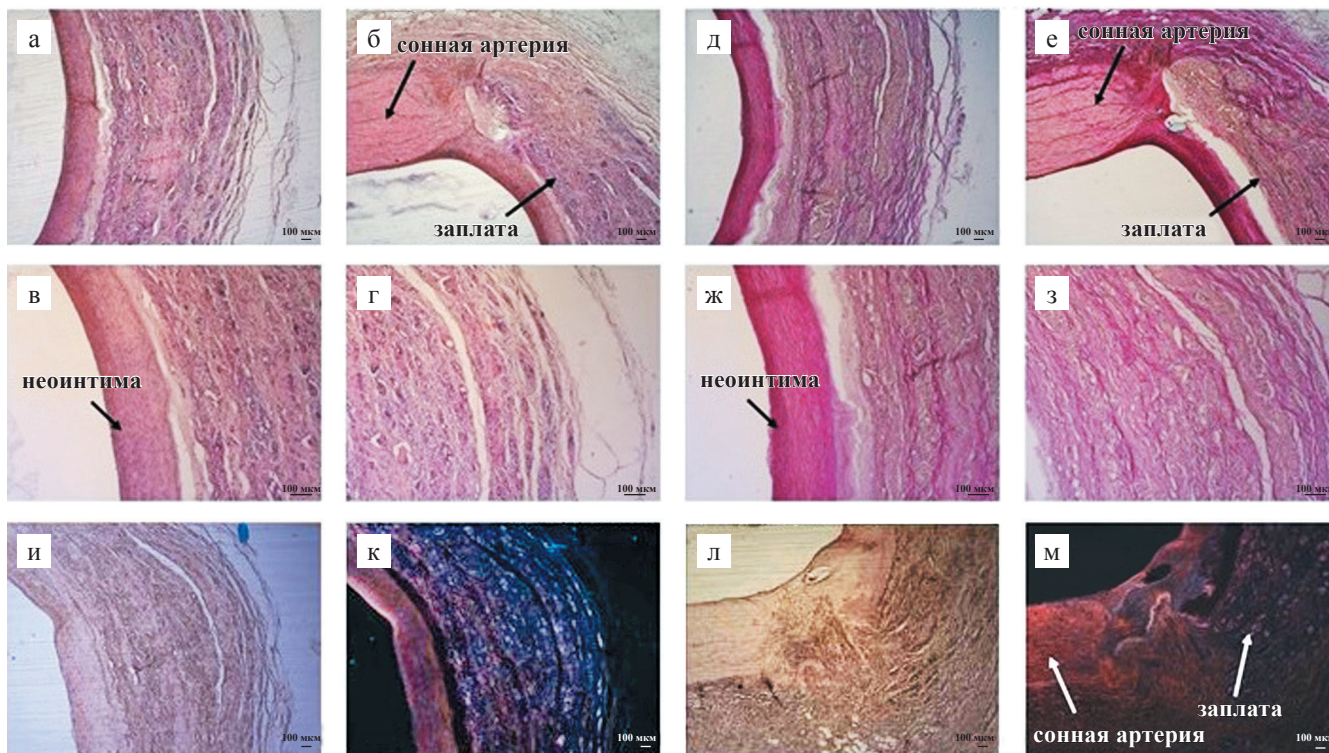 а
б
сонная артерия
заплата
100 мкм
100 мкм
д
е
сонная артерия
заплата
100 мкм
100 мкм
в
неоинтима
г
100 мкм
100 мкм
ж
неоинтима
з
100 мкм
100 мкм
и
к
100 мкм
100 мкм
л
м
заплата
сонная артерия
100 мкм
100 мкм